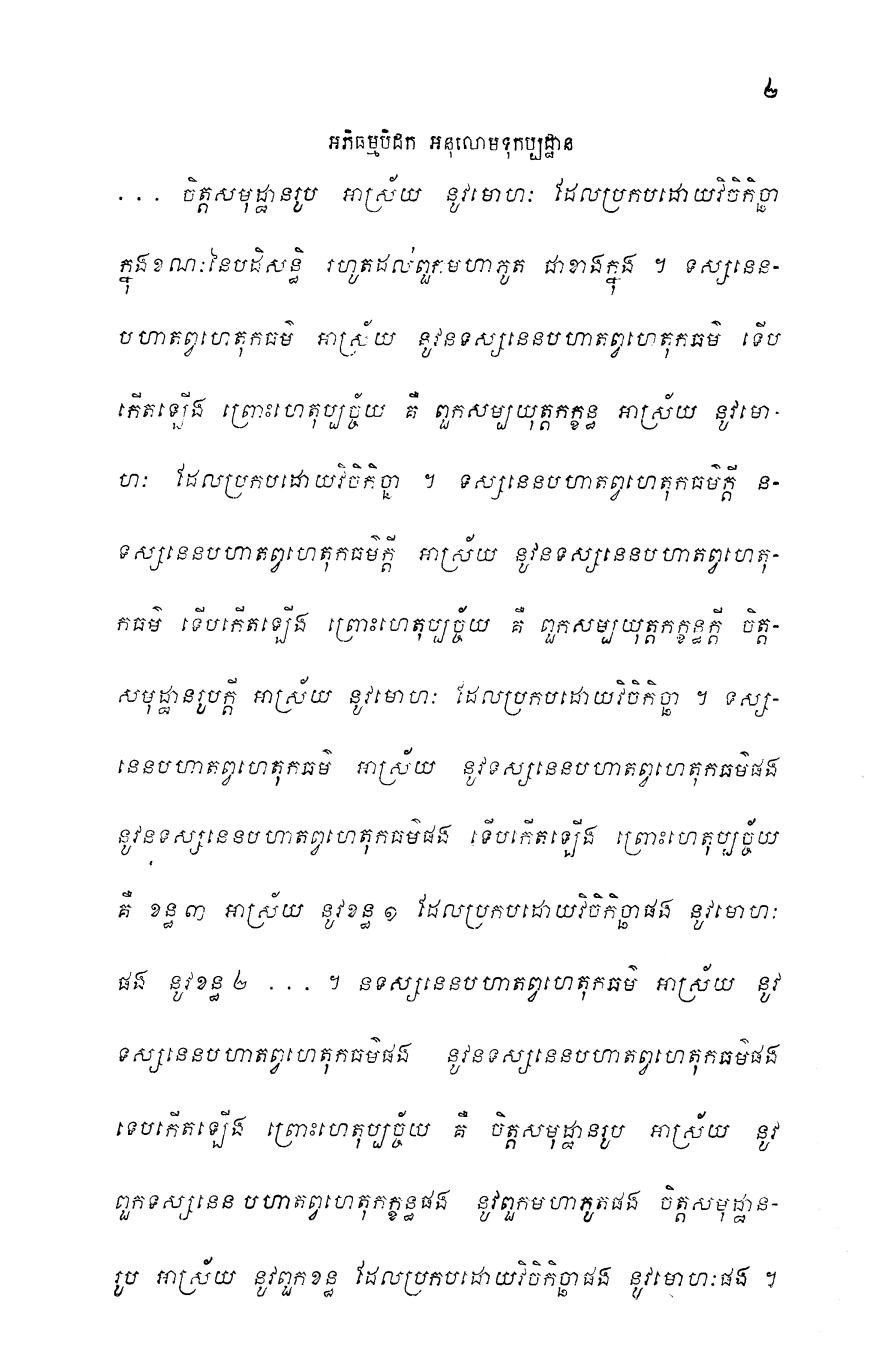 ២
អភិធម្មបិដក អនុលោមទុកប្បដ្ឋាន
. . . ចិត្តសមុដ្ឋានរូប អាស្រ័យ នូវមោហៈ ដែលប្រកបដោយវិចិកិច្ឆា
ក្នុងខណៈនៃបដិសន្ធិ រហូតដល់ពួកមហាភូត ជាខាងក្នុង ។ ទស្សនេន-
បហាតព្វហេតុកធម៌ អាស្រ័យ នូវនទស្សនេនបហាតព្វហេតុកធម៌ ទើប
កើតឡើង ព្រោះហេតុប្បច្ច័យ គឺ ពួកសម្បយុត្តកក្ខន្ធ អាស្រ័យ នូវមោ-
ហៈ ដែលប្រកបដោយវិចិកិច្ឆា ។ ទស្សនេនបហាតព្វហេតុកធម៌ក្តី ន-
ទស្សនេនបហាតព្វហេតុកធម៌ក្តី អាស្រ័យ នូវនទស្សនេនបហាតព្វហេតុ-
កធម៌ ទើបកើតឡើង ព្រោះហេតុប្បច្ច័យ គឺ ពួកសម្បយុត្តកក្ខន្ធក្តី ចិត្ត-
សមុដ្ឋានរូបក្តី អាស្រ័យ នូវមោហៈ ដែលប្រកបដោយវិចិកិច្ឆា ។ ទស្ស-
នេនបហាតព្វហេតុកធម៌ អាស្រ័យ នូវទស្សនេនបហាតព្វហេតុកធម៌ផង
នូវនទស្សនេនបហាតព្វហេតុកធម៌ផង ទើបកើតឡើង ព្រោះហេតុប្បច្ច័យ
គឺ ខន្ធ ៣ អាស្រ័យ នូវខន្ធ ១ ដែលប្រកបដោយវិចិកិច្ឆាផង នូវមោហៈ
ផង នូវខន្ធ ២ . . . ។ នទស្សនេនបហាតព្វហេតុកធម៌ អាស្រ័យ នូវ
ទស្សនេនបហាតព្វហេតុកធម៌ផង នូវនទស្សនេនបហាតព្វហេតុកធម៌ផង
ទើបកើតឡើង ព្រោះហេតុប្បច្ច័យ គឺ ចិត្តសមុដ្ឋានរូប អាស្រ័យ នូវ
ពួកទស្សនេន បហាតព្វហេតុកក្ខន្ធផង នូវពួកមហាភូតផង ចិត្តសមុដ្ឋាន-
រូប អាស្រ័យ នូវពួកខន្ធ ដែលប្រកបដោយវិចិកិច្ឆាផង នូវមោហៈផង ។